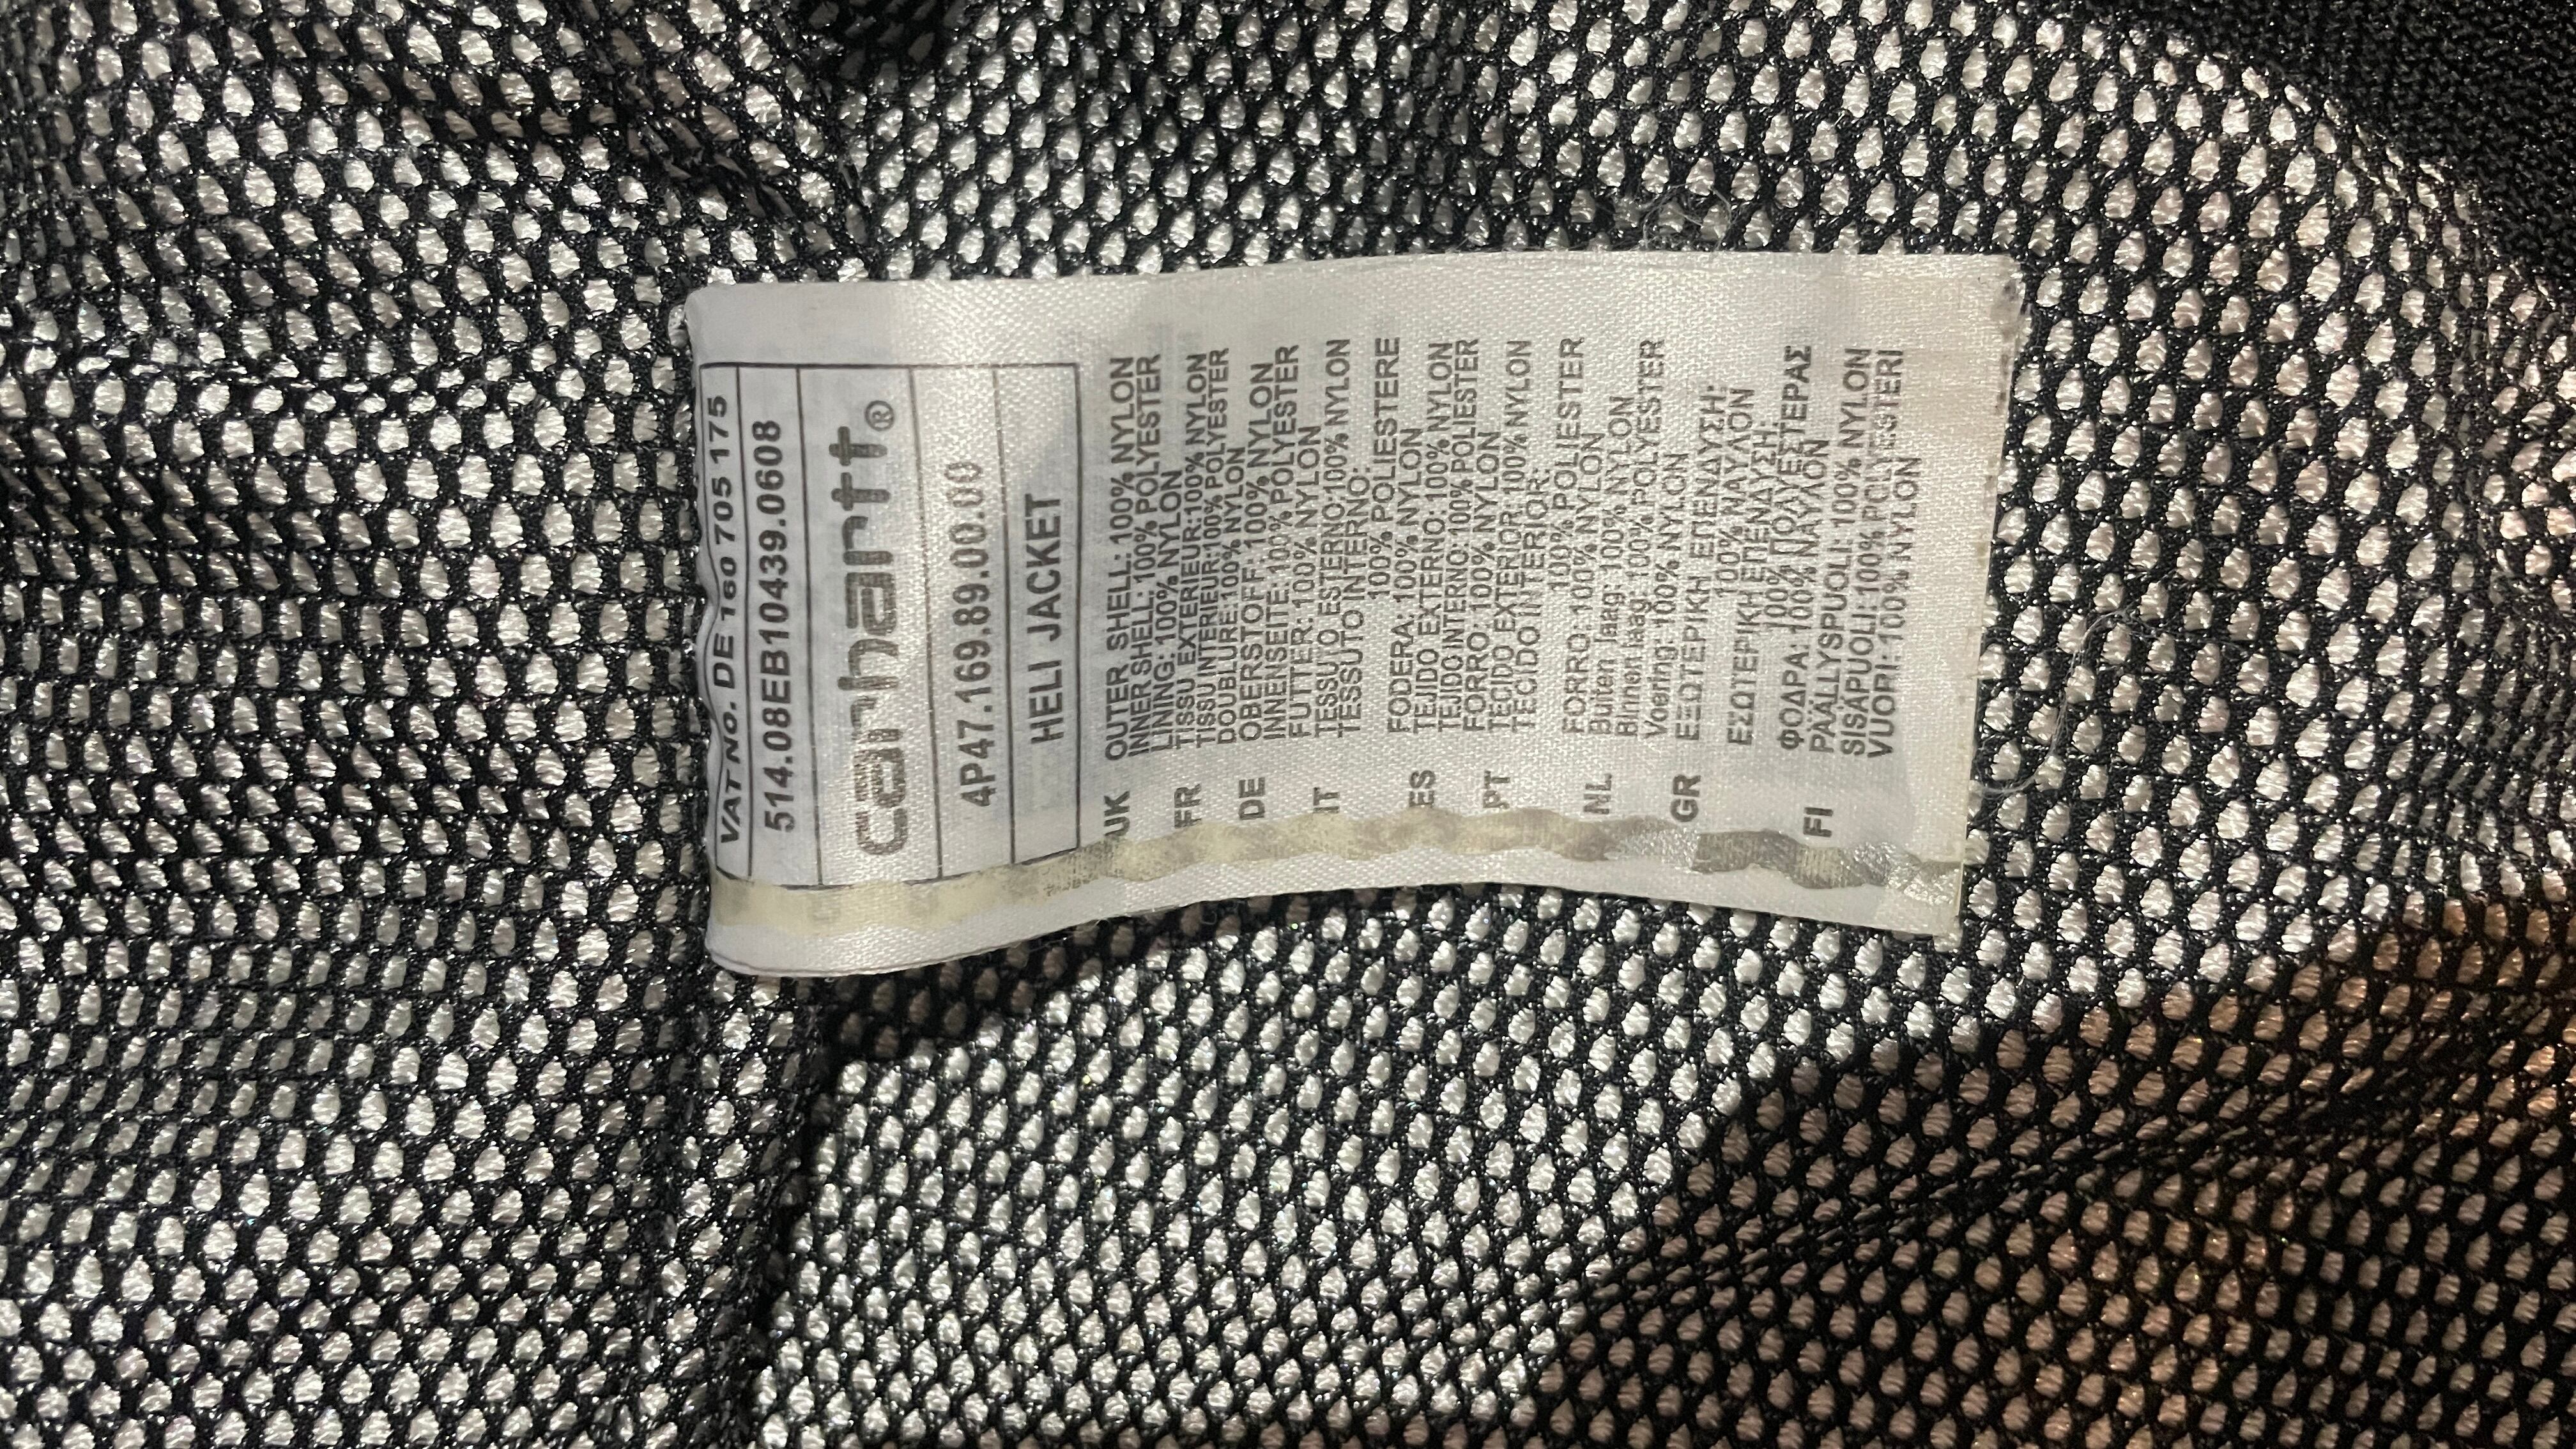 VAT No. DE 160 705 175
514.08EB10439.0608
carhartt®
4P47.169.89.00.00
HELI JACKET
UK OUTER SHELL: 100% NYLON
INNER SHELL: 100% POLYESTER
LINING: 100% NYLON
FR TISSU EXTERIEUR:100% NYLON
TISSU INTERIEUR:100% POLYESTER
DOUBLURE:100% NYLON
DE OBERSTOFF: 100% NYLON
INNENSEITE: 100% POLYESTER
FUTTER: 100% NYLON
IT TESSUTO ESTERNO:100% NYLON
TESSUTO INTERNO:
100% POLIESTERE
FODERA: 100% NYLON
ES TEJIDO EXTERNO: 100% NYLON
TEJIDO INTERNO: 100% POLIESTER
FORRO: 100% NYLON
PT TECIDO EXTERIOR: 100% NYLON
TECIDO INTERIOR:
100% POLIESTER
FORRO: 100% NYLON
NL Buiten laag: 100% NYLON
Binnen laag: 100% POLYESTER
Voering: 100% NYLON
GR ΕΞΩΤΕΡΙΚΗ ΕΠΕΝΔΥΣΗ:
100% ΝΑΥΛΟΝ
ΕΣΩΤΕΡΙΚΗ ΕΠΕΝΔΥΣΗ:
100% ΠΟΛΥΕΣΤΕΡΑΣ
ΦΟΔΡΑ: 100% ΝΑΥΛΟΝ
FI PÄÄLLYSPUOLI: 100% NYLON
SISÄPUOLI: 100% POLYESTERI
VUORI: 100% NYLON